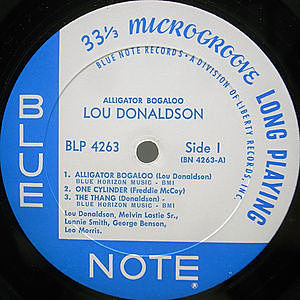 33⅓ MICROGROOVE LONG PLAYING
BLUE NOTE RECORDS • A DIVISION OF LIBERTY RECORDS, INC.
ALLIGATOR BOGALOO
LOU DONALDSON
BLP 4263
Side 1
(BN 4263-A)
1. ALLIGATOR BOGALOO (Lou Donaldson)
BLUE HORIZON MUSIC - BMI
2. ONE CYLINDER (Freddie McCoy)
3. THE THANG (Donaldson) -
BLUE HORIZON MUSIC - BMI
Lou Donaldson, Melvin Lastie Sr.,
Lonnie Smith, George Benson,
Leo Morris.
BLUE
NOTE®